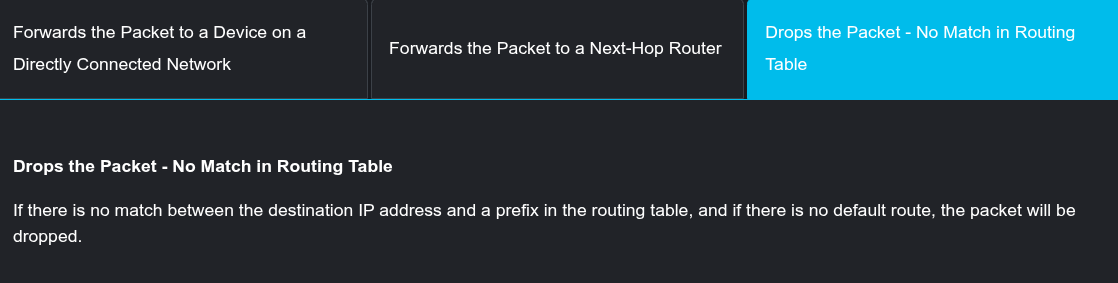 Forwards the Packet to a Device on a
Directly Connected Network
Forwards the Packet to a Next-Hop Router
Drops the Packet - No Match in Routing
Table
Drops the Packet - No Match in Routing Table
If there is no match between the destination IP address and a prefix in the routing table, and if there is no default route, the packet will be
dropped.